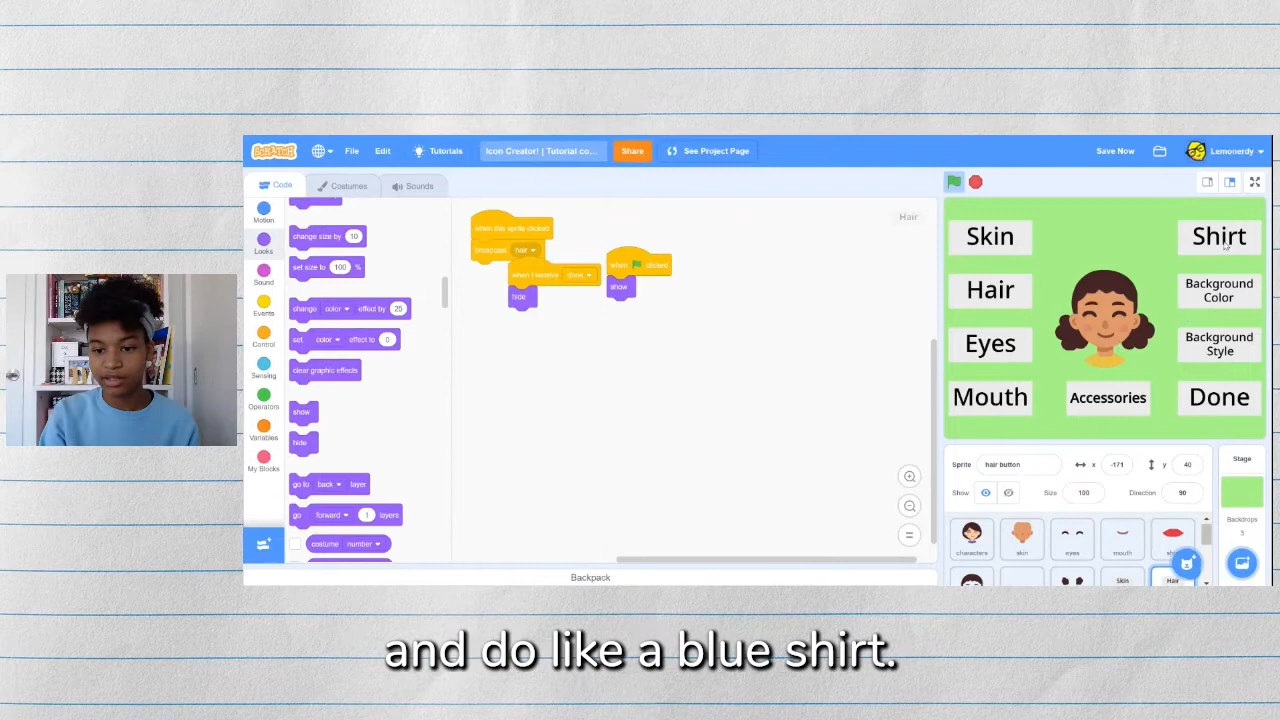 SCRATCH
File
Edit
Tutorials
Icon Creator! | Tutorial co...
Share
See Project Page
Save Now
Lemonerdy
Code
Costumes
Sounds
Motion
Looks
Sound
Events
Control
Sensing
Operators
Variables
My Blocks
change size by 10
set size to 100 %
change color effect by 25
set color effect to 0
clear graphic effects
show
hide
go to back layer
go forward 1 layers
costume number
when this sprite clicked
broadcast hair
when I receive done
hide
when clicked
show
Hair
Skin
Hair
Eyes
Mouth
Accessories
Shirt
Background
Color
Background
Style
Done
Sprite hair button x -171 y 40
Show Size 100 Direction 90
characters
skin
eyes
mouth
Skin
Hair
Stage
Backdrops
3
Backpack
and do like a blue shirt.